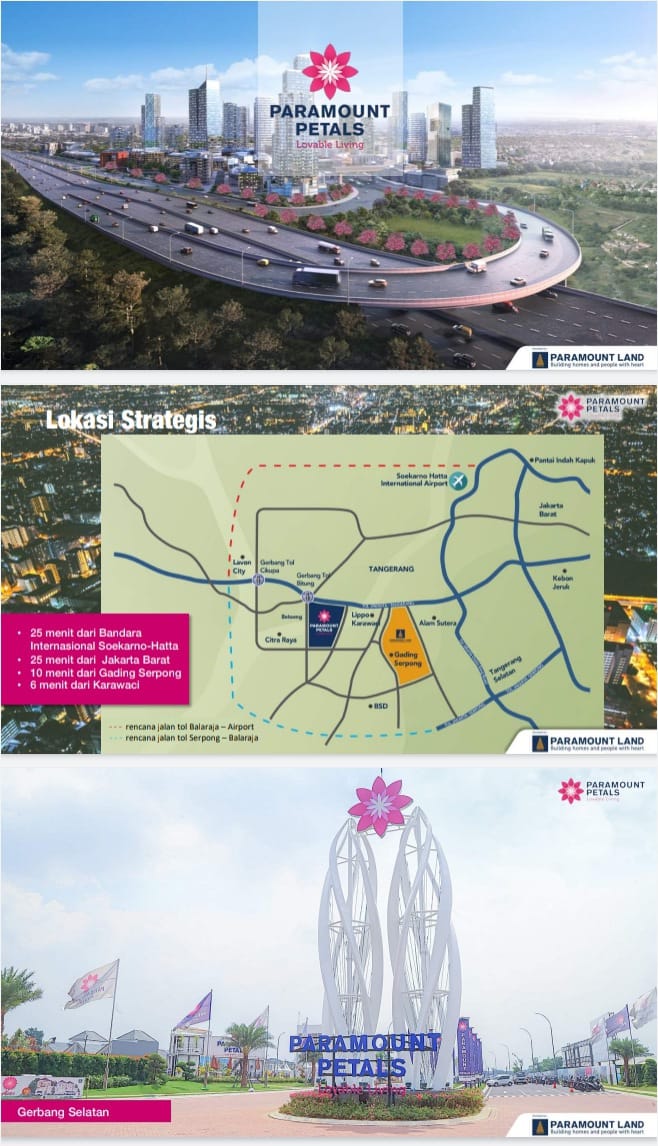 PARAMOUNT
PETALS
Lovable Living
PARAMOUNT LAND
Building homes and people with heart
Lokasi Strategis
PARAMOUNT
PETALS
Soekarno Hatta
International Airport
Pantai Indah Kapuk
Jakarta
Barat
Lavon
City
Gerbang Tol
Cikupa
Gerbang Tol
Bitung
TANGERANG
Kebon
Jeruk
Bitoeng
PARAMOUNT
PETALS
Lippo
Karawaci
Alam Sutera
Citra Raya
Gading
Serpong
Tangerang
Selatan
BSD
• 25 menit dari Bandara
Internasional Soekarno-Hatta
• 25 menit dari Jakarta Barat
• 10 menit dari Gading Serpong
• 6 menit dari Karawaci
rencana jalan tol Balaraja – Airport
rencana jalan tol Serpong – Balaraja
PARAMOUNT LAND
Building homes and people with heart
PARAMOUNT
PETALS
Lovable Living
PARAMOUNT
PETALS
PETALS
Gerbang Selatan
PARAMOUNT LAND
Building homes and people with heart